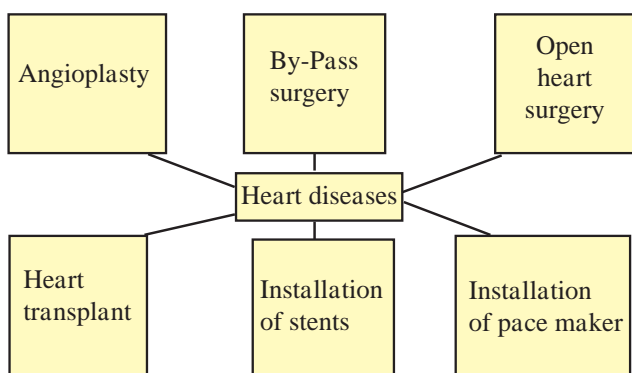 Angioplasty
By-Pass
surgery
Open
heart
surgery
Heart diseases
Heart
transplant
Installation
of stents
Installation
of pace maker